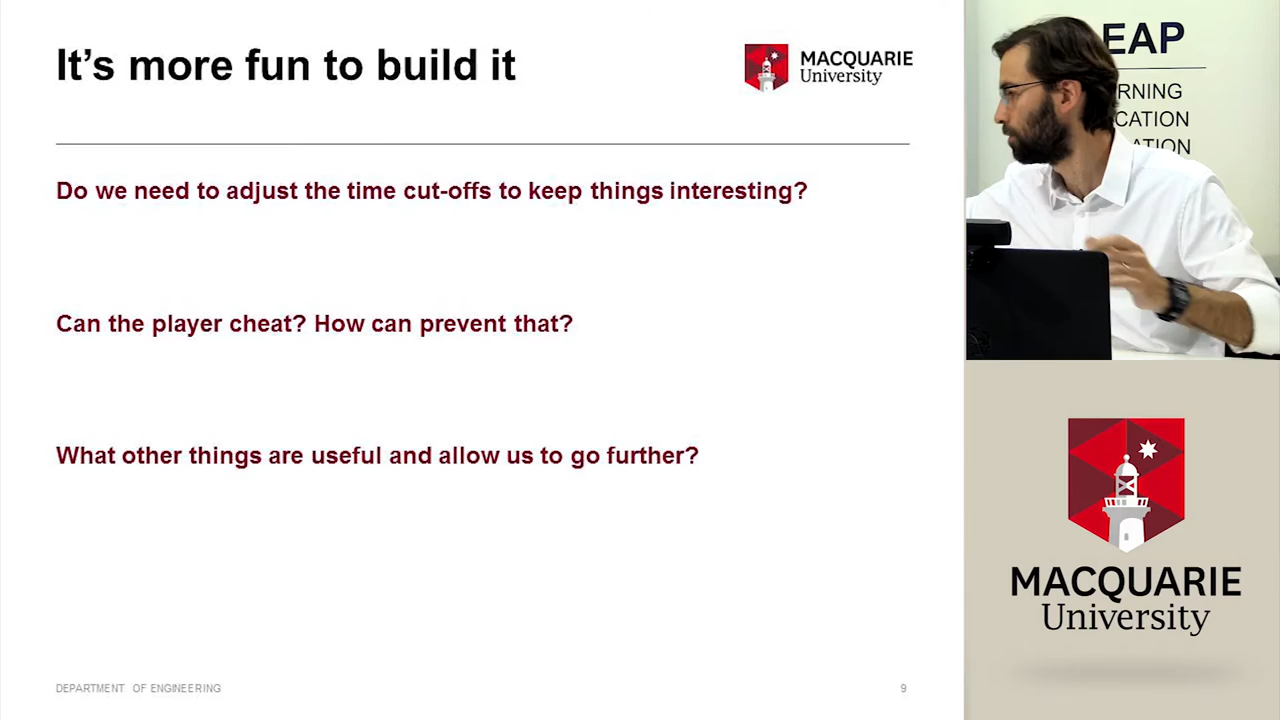 It's more fun to build it
MACQUARIE
University
Do we need to adjust the time cut-offs to keep things interesting?
Can the player cheat? How can prevent that?
What other things are useful and allow us to go further?
DEPARTMENT OF ENGINEERING
9
EAP
RNING
CATION
ATION
MACQUARIE
University